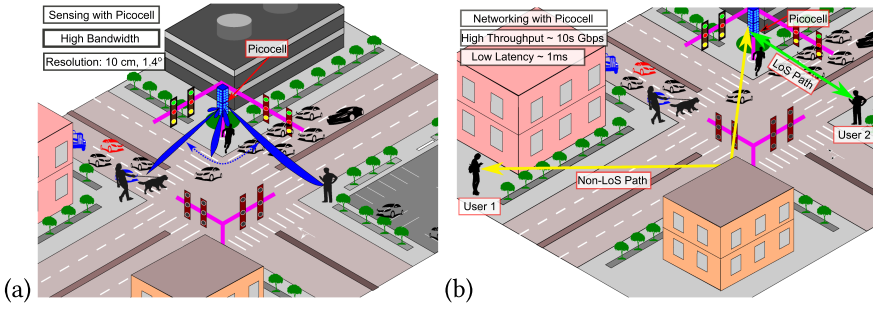 Sensing with Picocell
High Bandwidth
Resolution: 10 cm, 1.4º
Picocell
(a)
Networking with Picocell
High Throughput ~ 10s Gbps
Low Latency ~ 1ms
Picocell
LoS Path
User 2
Non-LoS Path
User 1
(b)